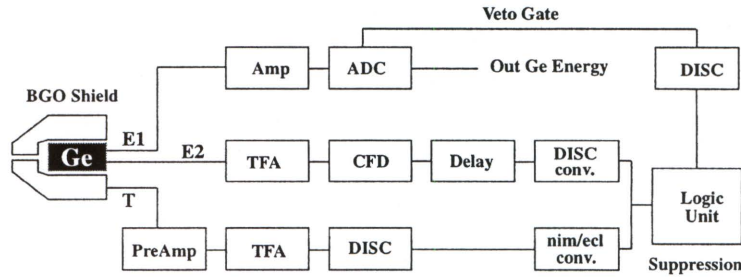 Veto Gate
Amp
ADC
Out Ge Energy
DISC
BGO Shield
E1
Ge
E2
TFA
CFD
Delay
DISC
conv.
T
Logic
Unit
PreAmp
TFA
DISC
nim/ecl
conv.
Suppression